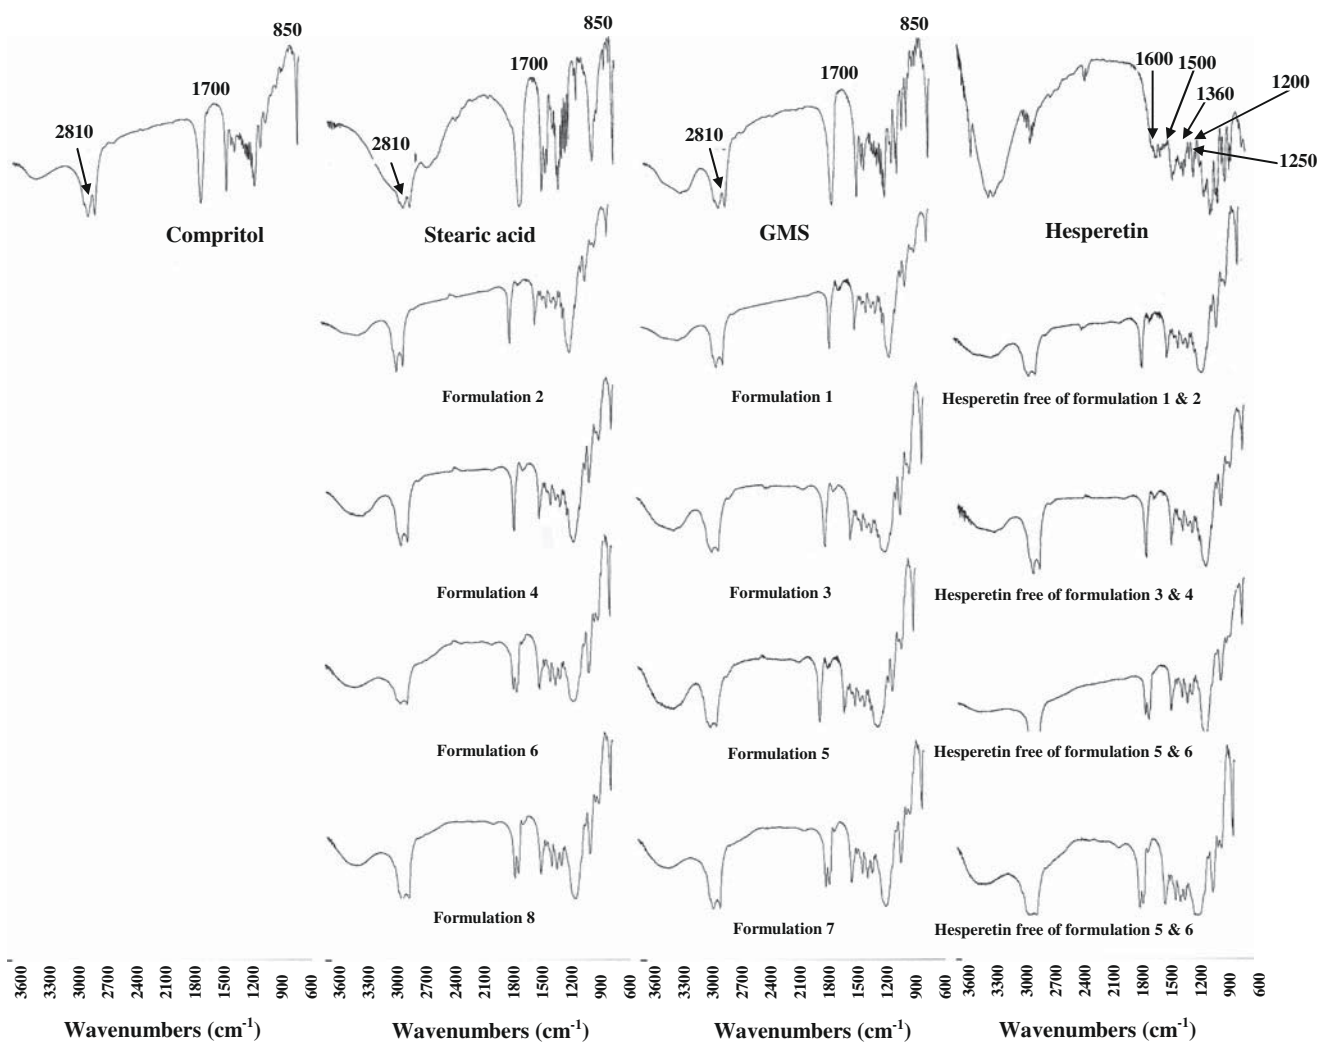 850
850
850
1700
1700
1700
1600
1500
1200
1360
1250
2810
2810
2810
Compritol
Stearic acid
GMS
Hesperetin
Formulation 2
Formulation 1
Hesperetin free of formulation 1 & 2
Formulation 4
Formulation 3
Hesperetin free of formulation 3 & 4
Formulation 6
Formulation 5
Hesperetin free of formulation 5 & 6
Formulation 8
Formulation 7
Hesperetin free of formulation 5 & 6
3600 3300 3000 2700 2400 2100 1800 1500 1200 900 600
3600 3300 3000 2700 2400 2100 1800 1500 1200 900 600
3600 3300 3000 2700 2400 2100 1800 1500 1200 900 600
3600 3300 3000 2700 2400 2100 1800 1500 1200 900 600
Wavenumbers (cm-1)
Wavenumbers (cm-1)
Wavenumbers (cm-1)
Wavenumbers (cm-1)